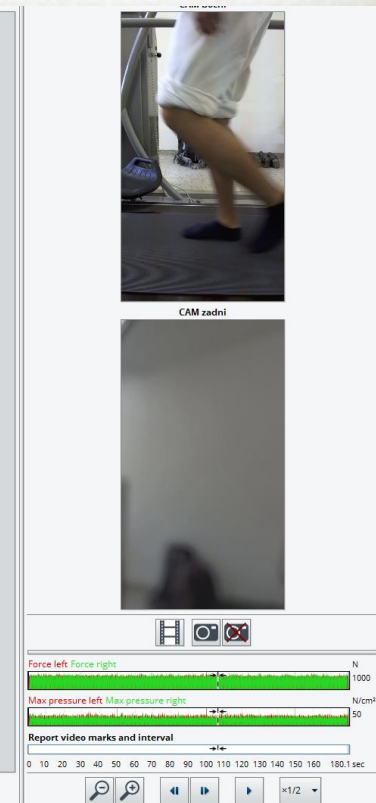 CAM zadni
Force left Force right N
1000
Max pressure left Max pressure right N/cm²
50
Report video marks and interval
0 10 20 30 40 50 60 70 80 90 100 110 120 130 140 150 160 180.1 sec
×1/2